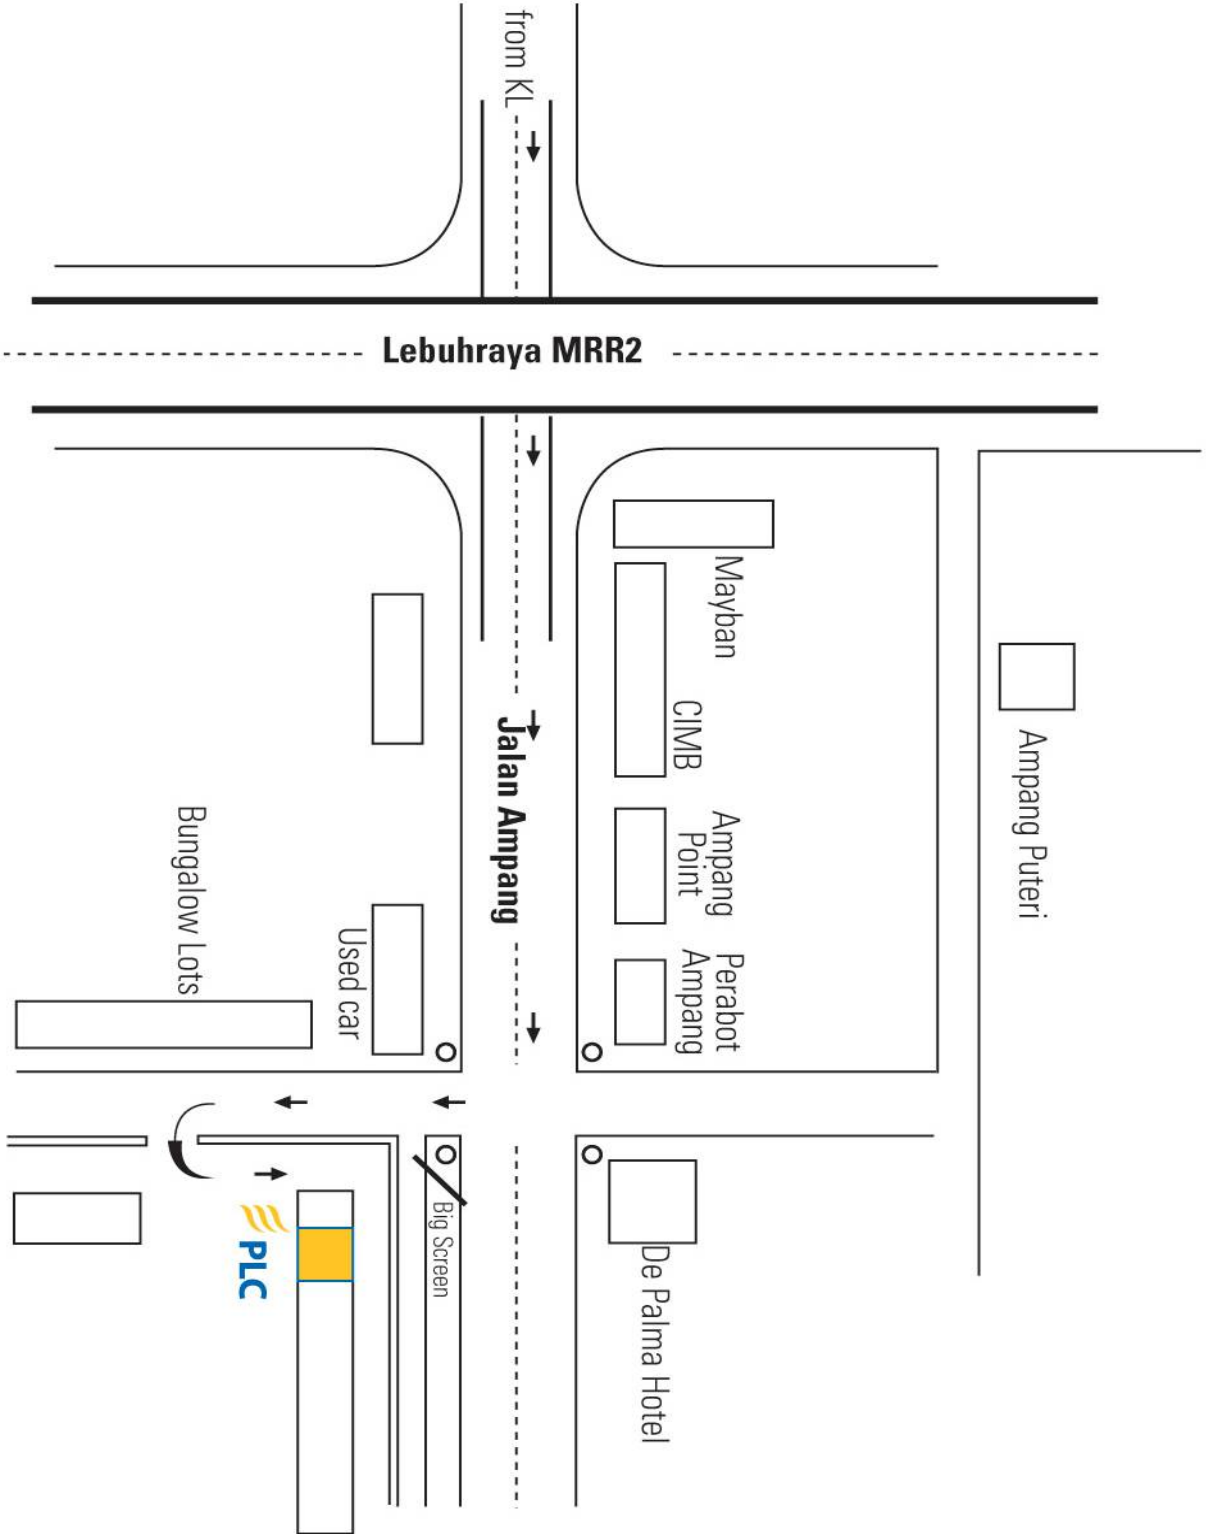 from KL
Lebuhraya MRR2
Mayban
CIMB
Ampang Puteri
Jalan Ampang
Ampang
Point
Bungalow Lots
Used car
Perabot
Ampang
Big Screen
PLC
De Palma Hotel